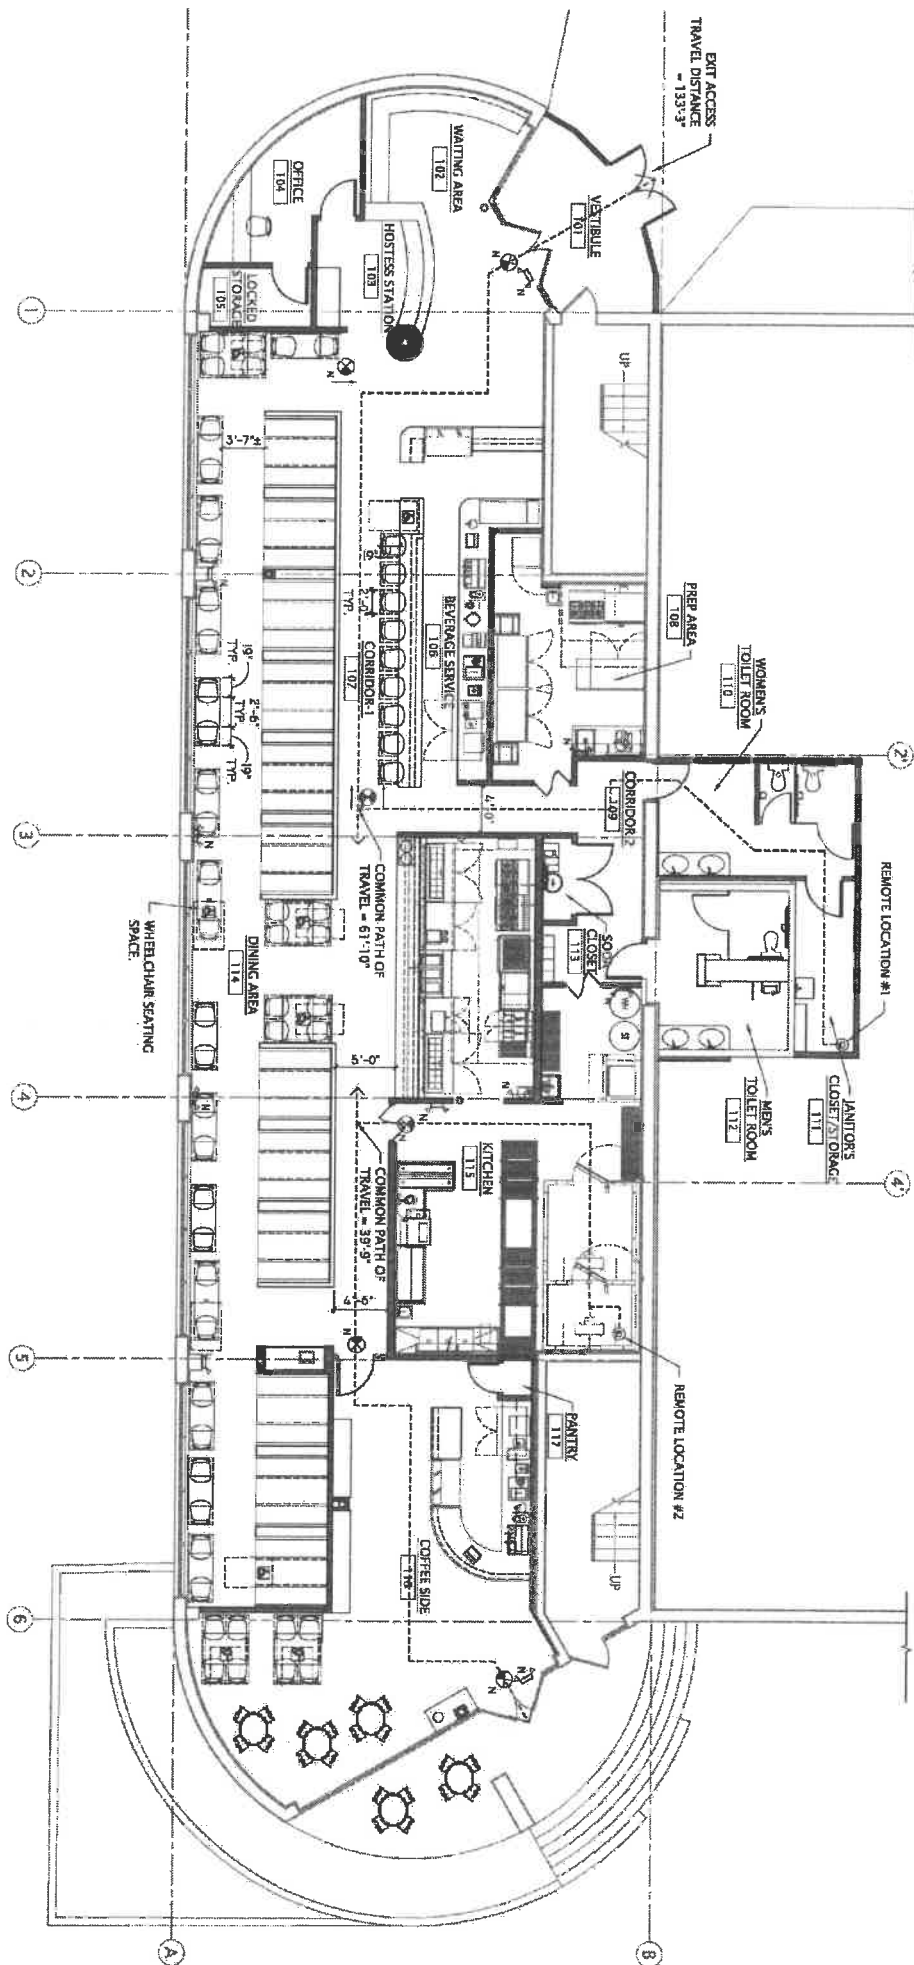 EXIT ACCESS
TRAVEL DISTANCE
= 133'-3"
VESTIBULE
101
WAITING AREA
102
HOSTESS STATION
103
OFFICE
104
LOCKED
STORAGE
105
N
N
N
UP
1
3'-7"±
2
19"
2'-0"
TYP.
BEVERAGE SERVICE
106
CORRIDOR-1
107
PREP AREA
108
WOMEN'S
TOILET ROOM
110
19"
TYP.
2'-6"
TYP.
19"
TYP.
N
N
2'
CORRIDOR 2
109
4'-0"
3
N
N
COMMON PATH OF
TRAVEL = 61'-10"
SODA
CLOSET
113
REMOTE LOCATION #1
WHEELCHAIR SEATING
SPACE.
DINING AREA
114
ST
5'-0"
JANITOR'S
CLOSET/STORAGE
111
MEN'S
TOILET ROOM
112
4
N
N
KITCHEN
115
COMMON PATH OF
TRAVEL = 39'-9"
4'
4'-6"
N
5
REMOTE LOCATION #2
PANTRY
117
COFFEE SIDE
116
UP
6
N
N
A
B